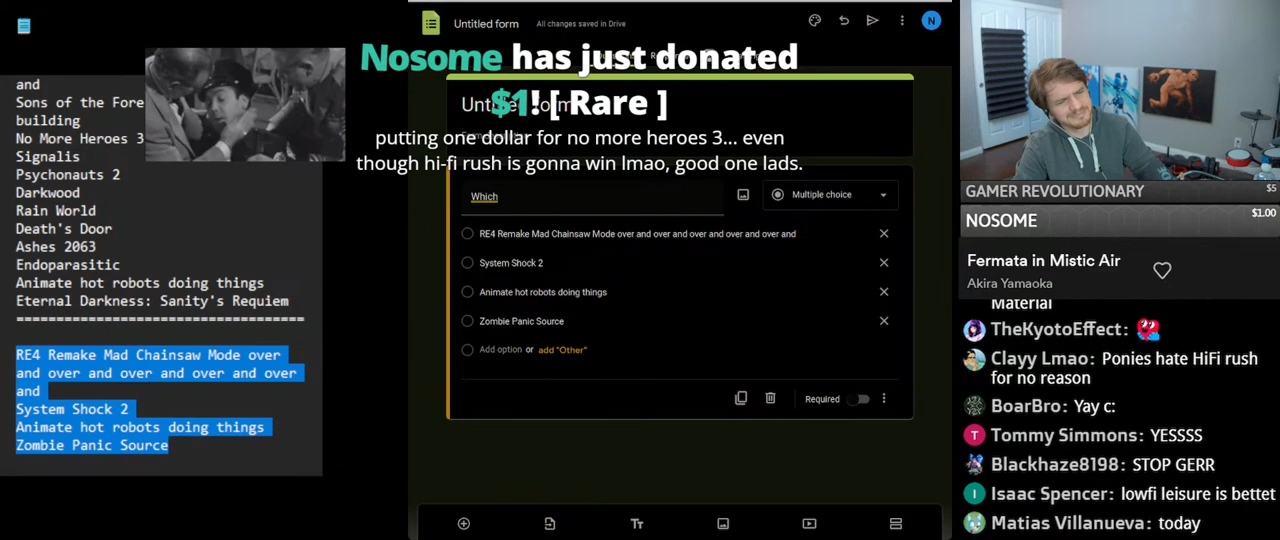 and
Sons of the Fore
building
No More Heroes 3
Signalis
Psychonauts 2
Darkwood
Rain World
Death's Door
Ashes 2063
Endoparasitic
Animate hot robots doing things
Eternal Darkness: Sanity's Requiem
====================================
RE4 Remake Mad Chainsaw Mode over
and over and over and over and over
and
System Shock 2
Animate hot robots doing things
Zombie Panic Source
Untitled form
All changes saved in Drive
N
Nosome has just donated
$1! [ Rare ]
putting one dollar for no more heroes 3... even
though hi-fi rush is gonna win lmao, good one lads.
Which
Multiple choice
RE4 Remake Mad Chainsaw Mode over and over and over and over and over and
System Shock 2
Animate hot robots doing things
Zombie Panic Source
Add option or add "Other"
Required
Tт
GAMER REVOLUTIONARY $5
NOSOME $1.00
Fermata in Mistic Air
Akira Yamaoka
Material
TheKyotoEffect:
Clayy Lmao: Ponies hate HiFi rush
for no reason
BoarBro: Yay c:
T Tommy Simmons: YESSSS
Blackhaze8198: STOP GERR
I Isaac Spencer: lowfi leisure is bettet
Matias Villanueva: today